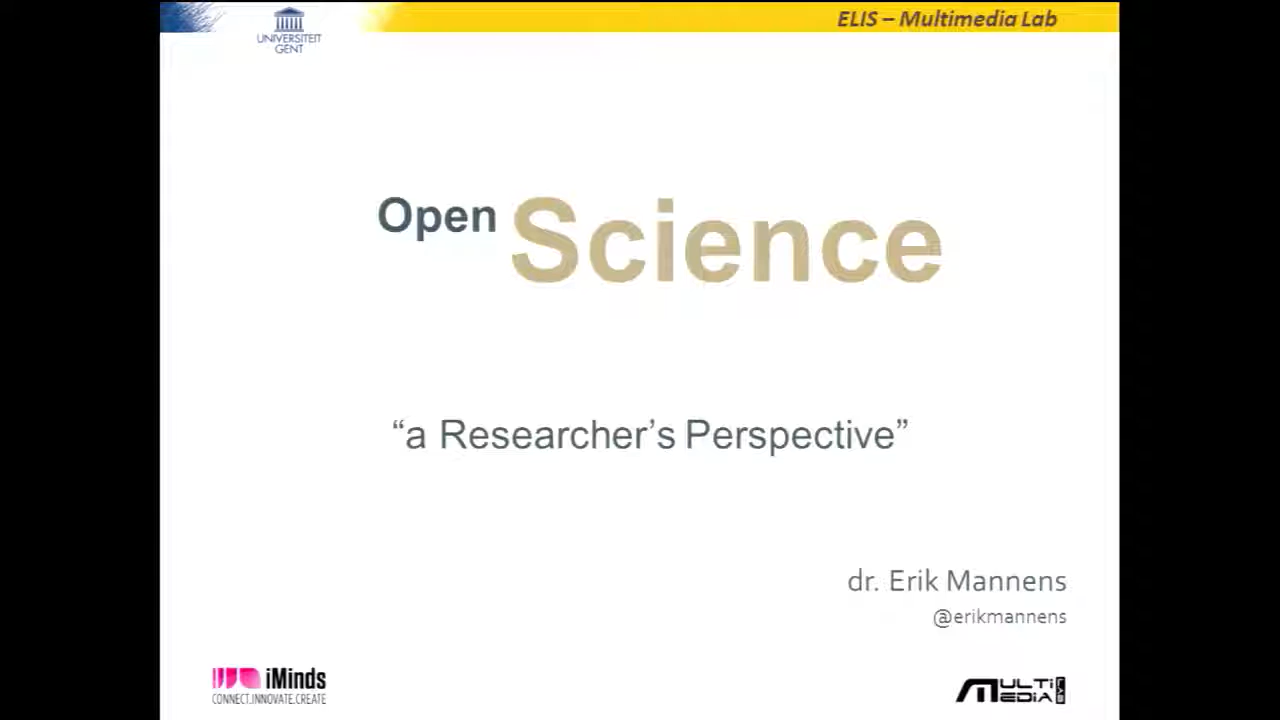 ELIS – Multimedia Lab
UNIVERSITEIT
GENT
Open Science
“a Researcher’s Perspective”
dr. Erik Mannens
@erikmannens
iMinds
CONNECT.INNOVATE.CREATE
MULTI
MEDIA
LAB